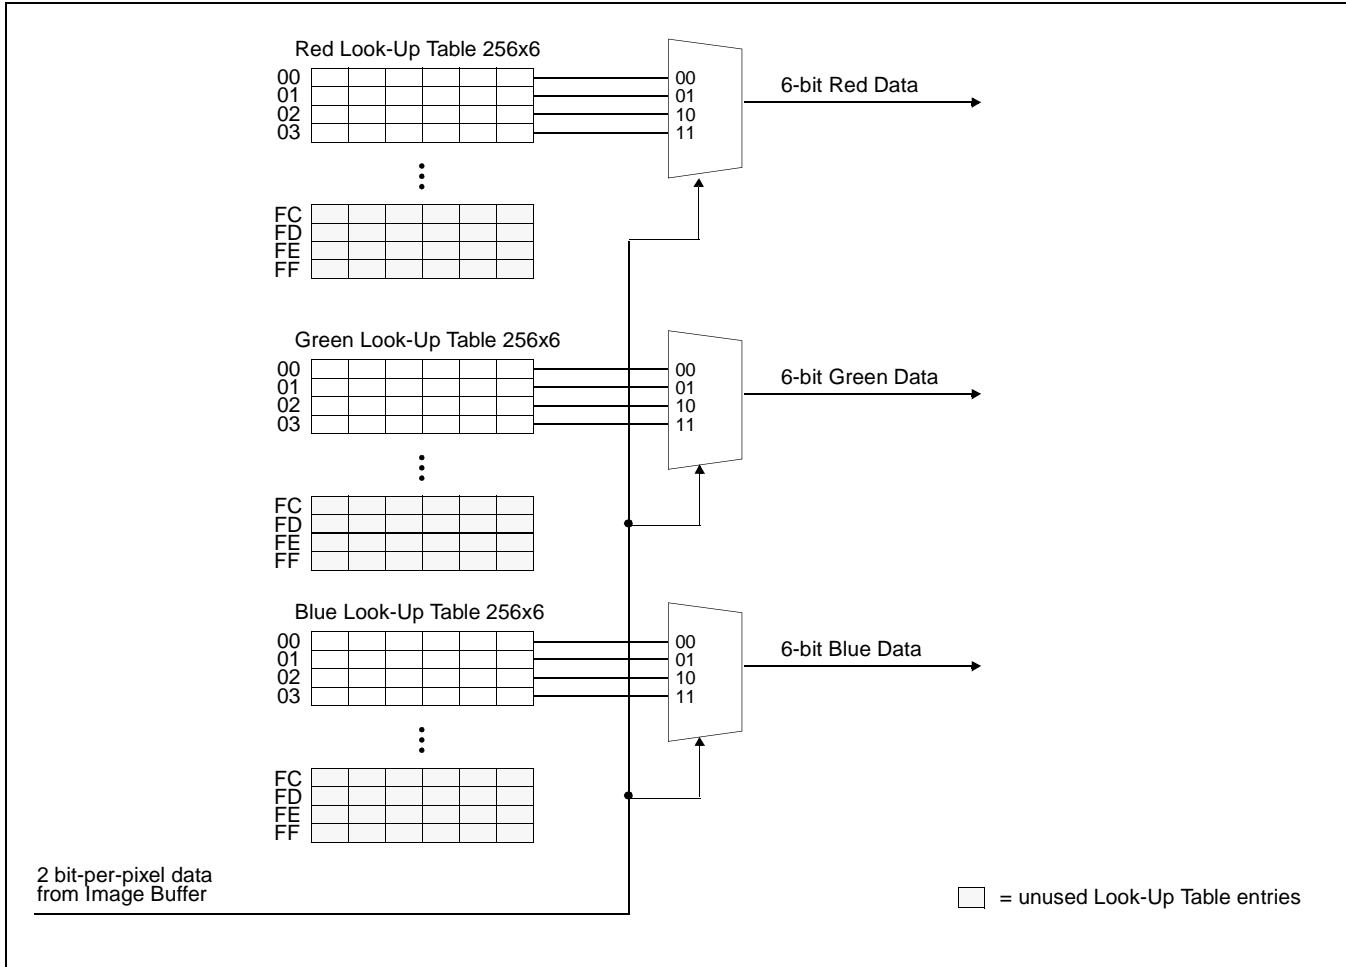 Red Look-Up Table 256x6
00
01
02
03
FC
FD
FE
FF
00
01
10
11
6-bit Red Data
Green Look-Up Table 256x6
00
01
02
03
FC
FD
FE
FF
00
01
10
11
6-bit Green Data
Blue Look-Up Table 256x6
00
01
02
03
FC
FD
FE
FF
00
01
10
11
6-bit Blue Data
2 bit-per-pixel data
from Image Buffer
= unused Look-Up Table entries